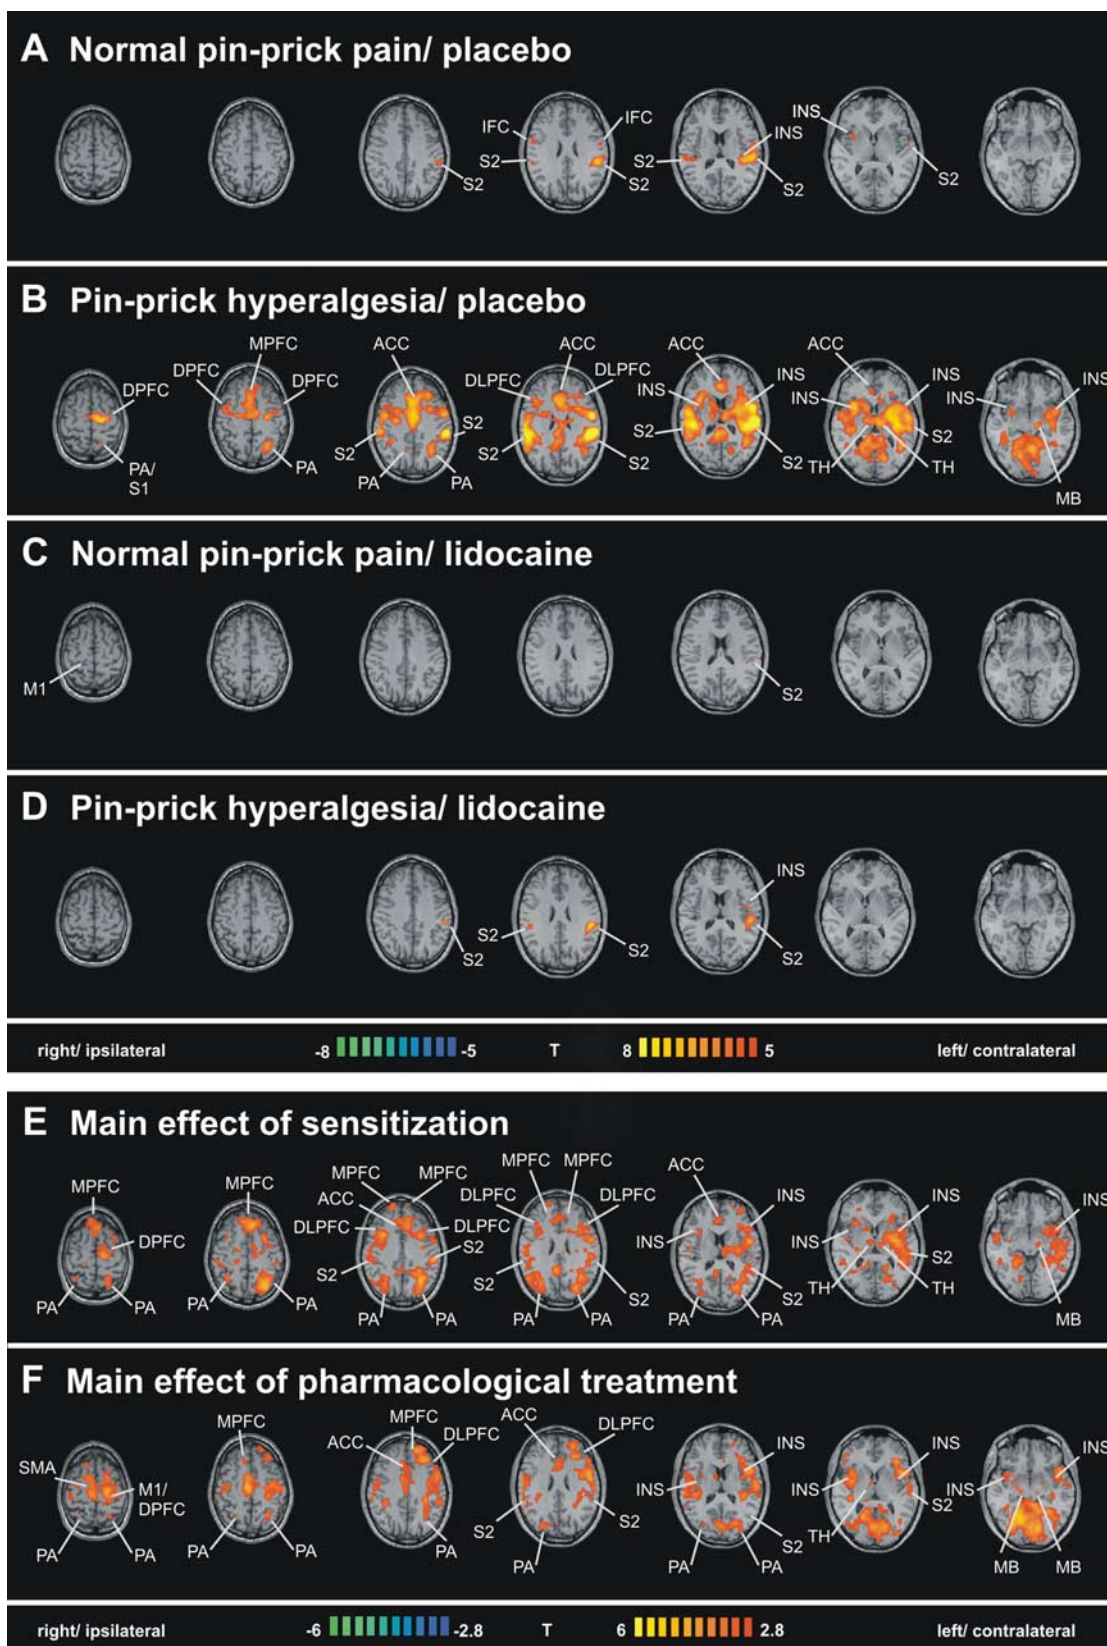 A Normal pin-prick pain/ placebo
IFC IFC INS INS
S2 S2 S2 S2 S2 S2
B Pin-prick hyperalgesia/ placebo
MPFC ACC ACC ACC ACC
DPFC DPFC DPFC DLPFC DLPFC INS INS INS INS INS INS
S2 S2 S2 S2 S2 S2 S2
PA/ S1 PA PA PA TH TH MB
C Normal pin-prick pain/ lidocaine
M1 S2
D Pin-prick hyperalgesia/ lidocaine
INS
S2 S2 S2 S2
right/ ipsilateral -8 -5 T 8 5 left/ contralateral
E Main effect of sensitization
MPFC MPFC MPFC MPFC MPFC MPFC ACC
ACC DLPFC DLPFC INS INS INS
DPFC DLPFC DLPFC INS INS
S2 S2 S2 S2 S2 S2
PA PA PA PA PA PA PA PA PA PA TH TH MB
F Main effect of pharmacological treatment
MPFC MPFC ACC DLPFC
SMA ACC DLPFC INS INS INS
M1/ DPFC INS INS INS
S2 S2 S2 S2
PA PA PA PA PA PA PA PA TH MB MB
right/ ipsilateral -6 -2.8 T 6 2.8 left/ contralateral